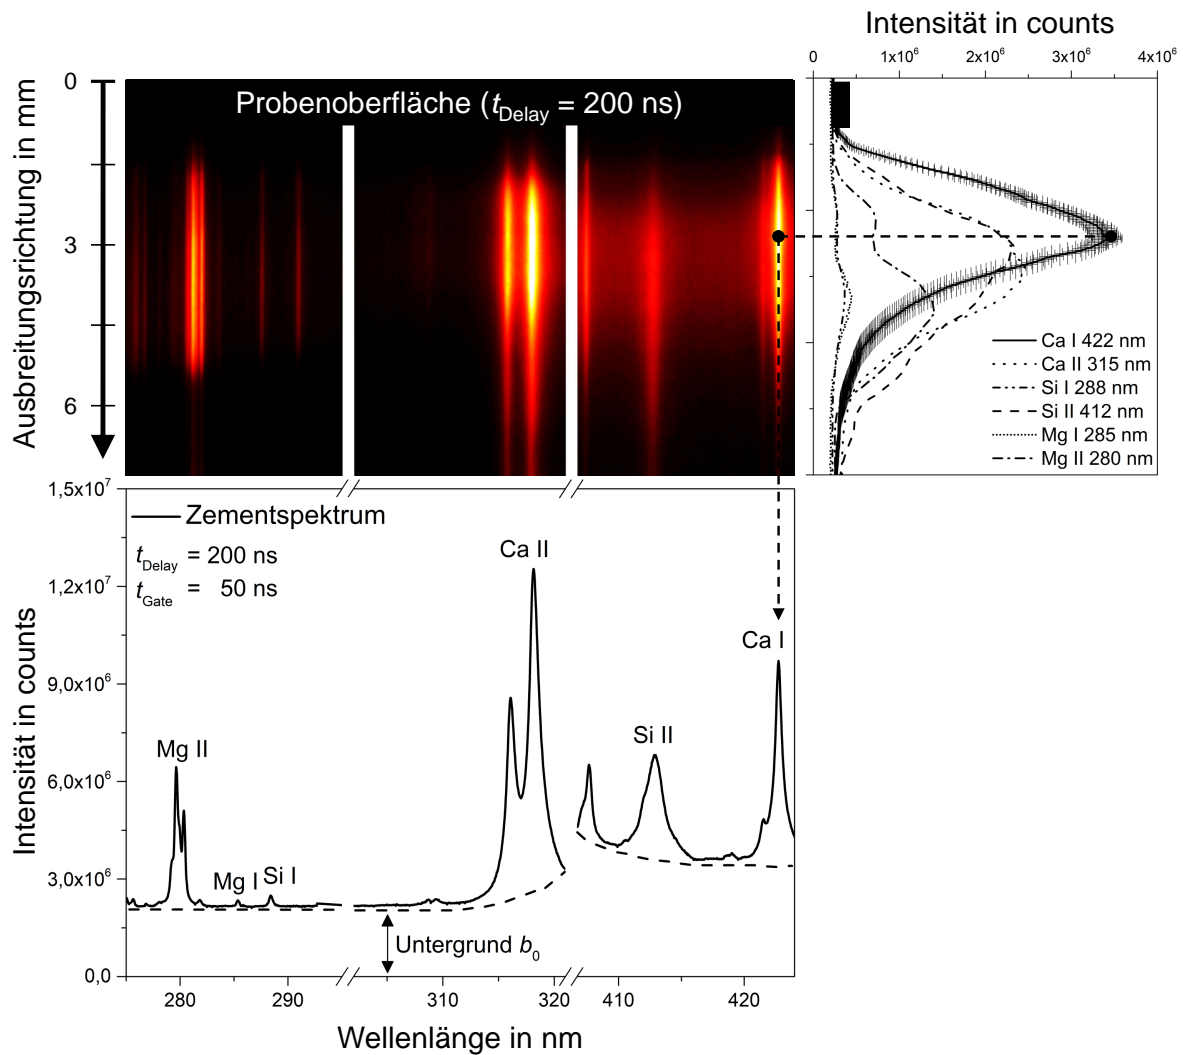 Intensität in counts
0 1x10⁶ 2x10⁶ 3x10⁶ 4x10⁶
Ausbreitungsrichtung in mm
0
3
6
Probenoberfläche (t_Delay = 200 ns)
Ca I 422 nm
Ca II 315 nm
Si I 288 nm
Si II 412 nm
Mg I 285 nm
Mg II 280 nm
Intensität in counts
1,5x10⁷
1,2x10⁷
9,0x10⁶
6,0x10⁶
3,0x10⁶
0,0
Zementspektrum
t_Delay = 200 ns
t_Gate = 50 ns
Ca II
Ca I
Si II
Mg II
Mg I Si I
Untergrund b₀
280 290 310 320 410 420
Wellenlänge in nm